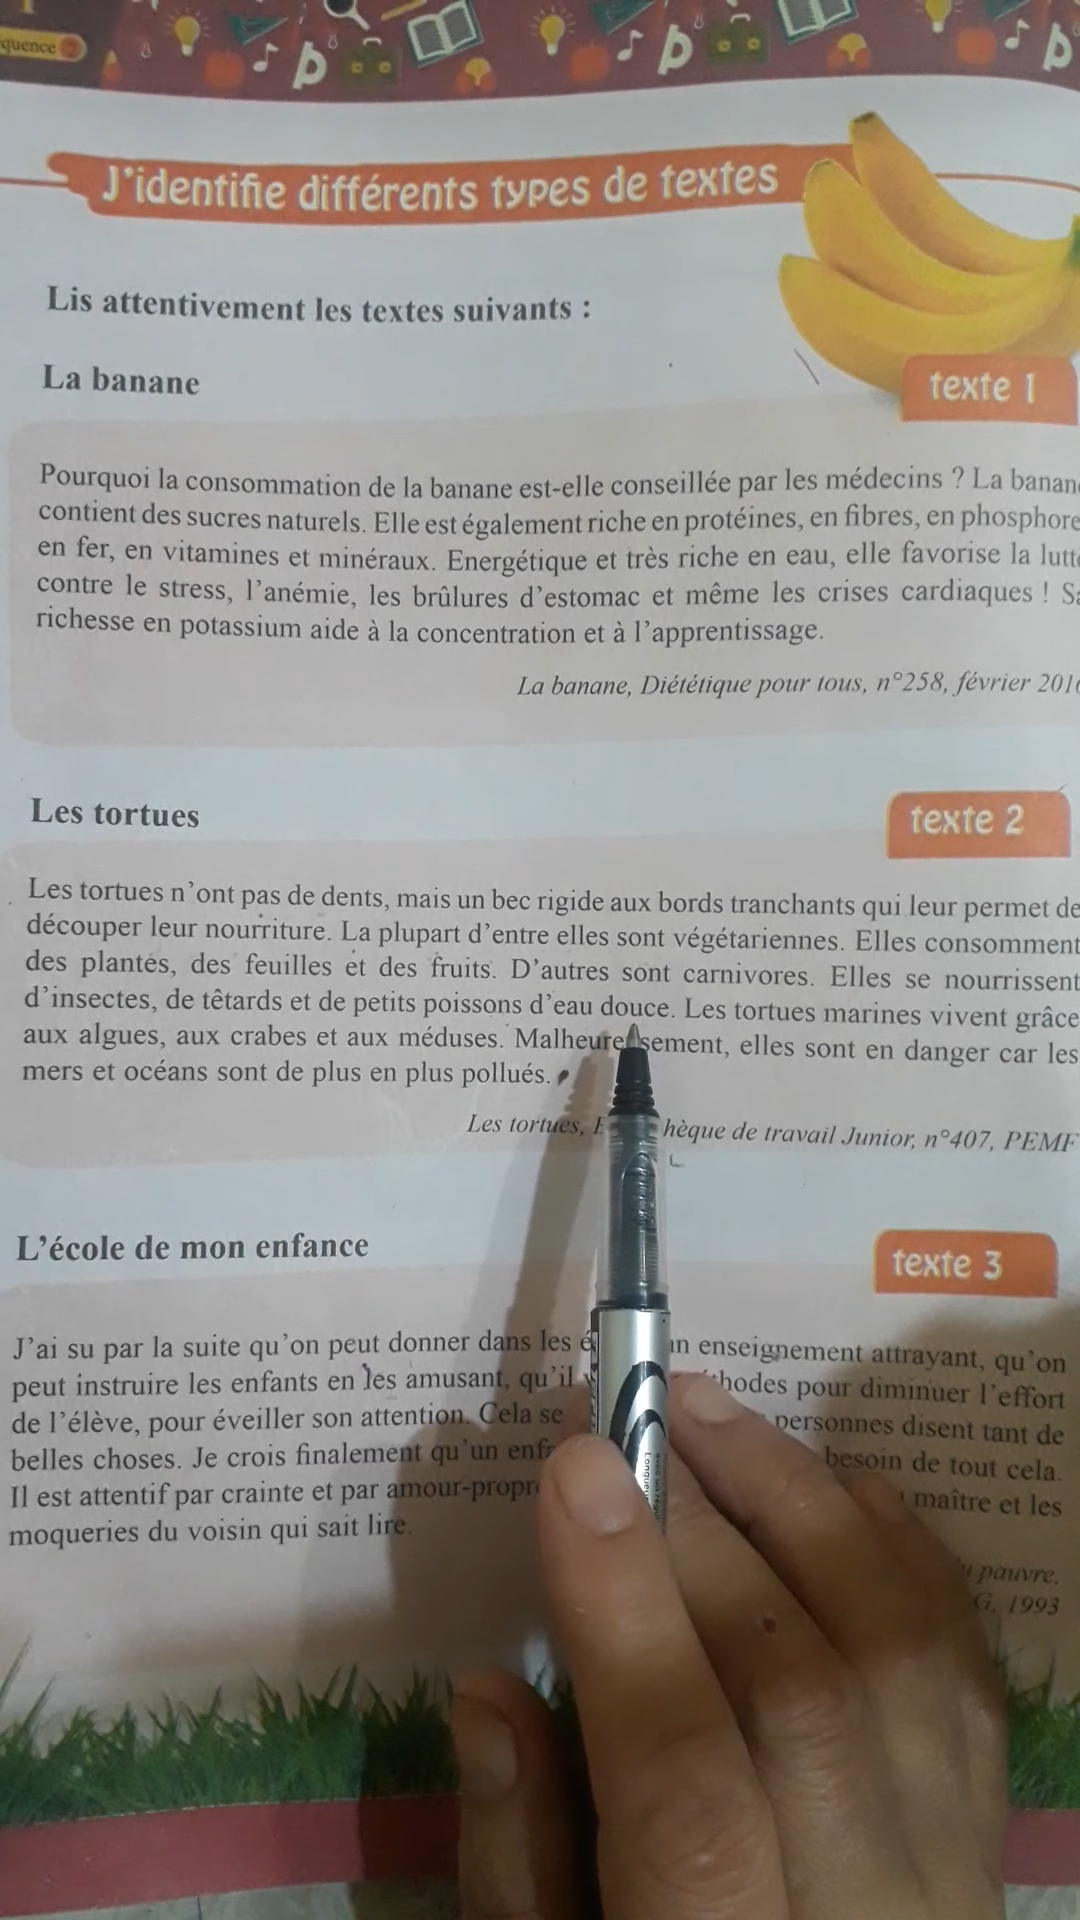 quence 2
J'identifie différents types de textes
Lis attentivement les textes suivants :
La banane
texte 1
Pourquoi la consommation de la banane est-elle conseillée par les médecins ? La banan
contient des sucres naturels. Elle est également riche en protéines, en fibres, en phosphore
en fer, en vitamines et minéraux. Energétique et très riche en eau, elle favorise la lutte
contre le stress, l'anémie, les brûlures d'estomac et même les crises cardiaques ! Sa
richesse en potassium aide à la concentration et à l'apprentissage.
La banane, Diététique pour tous, n°258, février 201
Les tortues
texte 2
Les tortues n'ont pas de dents, mais un bec rigide aux bords tranchants qui leur permet de
découper leur nourriture. La plupart d'entre elles sont végétariennes. Elles consomment
des plantes, des feuilles et des fruits. D'autres sont carnivores. Elles se nourrissent
d'insectes, de têtards et de petits poissons d'eau douce. Les tortues marines vivent grâce
aux algues, aux crabes et aux méduses. Malheureusement, elles sont en danger car les
mers et océans sont de plus en plus pollués.
Les tortues, hèque de travail Junior, n°407, PEMF
L'école de mon enfance
texte 3
J'ai su par la suite qu'on peut donner dans les é un enseignement attrayant, qu'on
peut instruire les enfants en les amusant, qu'il thodes pour diminuer l'effort
de l'élève, pour éveiller son attention. Cela se personnes disent tant de
belles choses. Je crois finalement qu'un enfa besoin de tout cela.
Il est attentif par crainte et par amour-propre maître et les
moqueries du voisin qui sait lire.
pauvre,
G, 1993